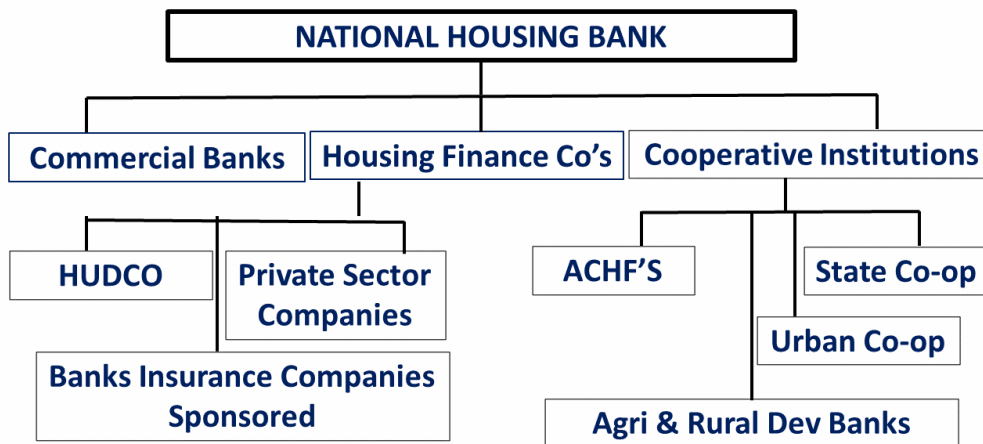 NATIONAL HOUSING BANK
Commercial Banks
Housing Finance Co’s
Cooperative Institutions
HUDCO
Private Sector
Companies
Banks Insurance Companies
Sponsored
ACHF’S
State Co-op
Urban Co-op
Agri & Rural Dev Banks